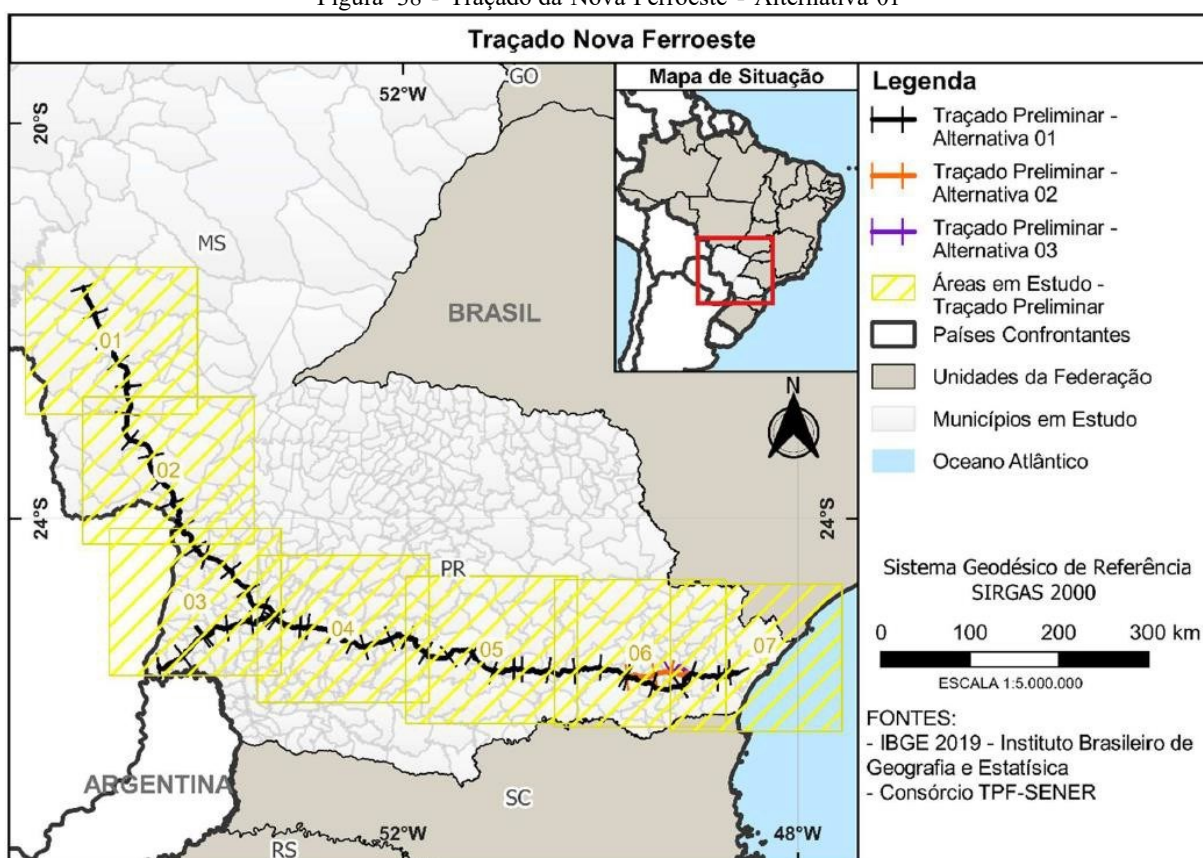 Figura 38 - Traçado da Nova Ferroeste - Alternativa 01
Traçado Nova Ferroeste
52°W
GO
20°S
MS
BRASIL
01
02
24°S
24°S
PR
03
04
05
06
07
ARGENTINA
SC
52°W
48°W
RS
Mapa de Situação
N
Legenda
Traçado Preliminar -
Alternativa 01
Traçado Preliminar -
Alternativa 02
Traçado Preliminar -
Alternativa 03
Áreas em Estudo -
Traçado Preliminar
Países Confrontantes
Unidades da Federação
Municípios em Estudo
Oceano Atlântico
Sistema Geodésico de Referência
SIRGAS 2000
0 100 200 300 km
ESCALA 1:5.000.000
FONTES:
- IBGE 2019 - Instituto Brasileiro de
Geografia e Estatísica
- Consórcio TPF-SENER